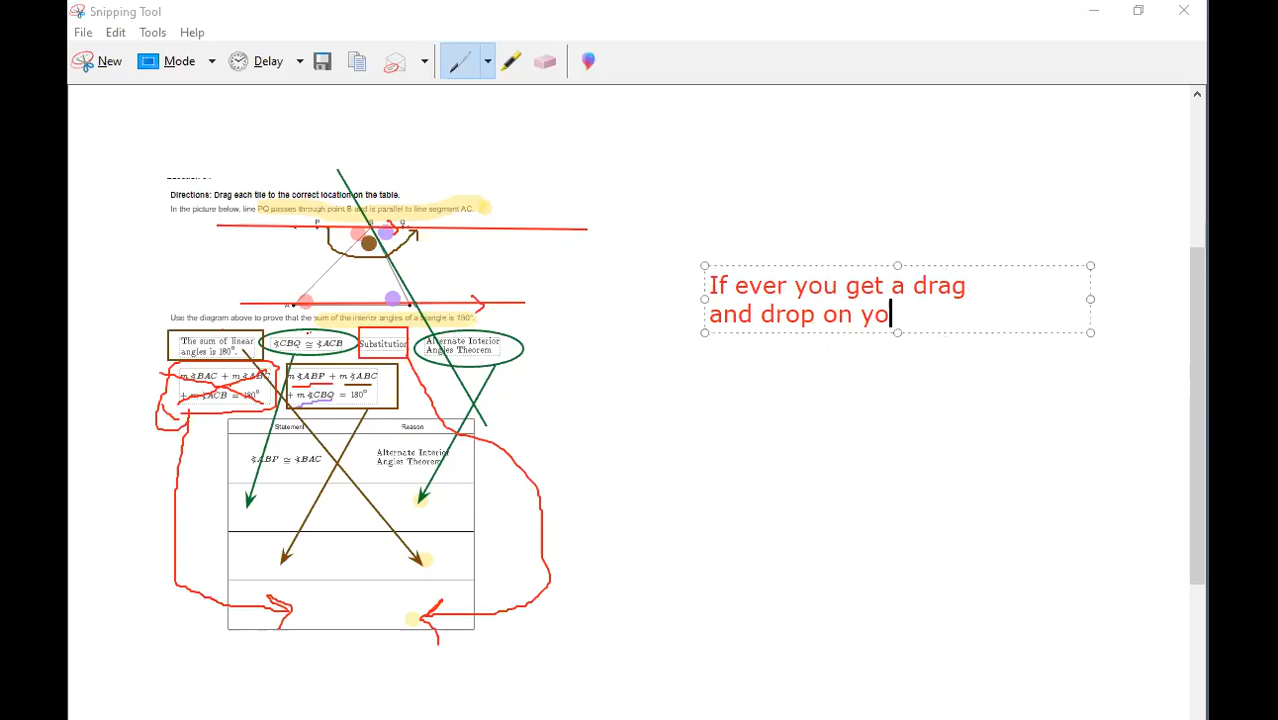 Snipping Tool
File Edit Tools Help
New Mode Delay
Directions: Drag each tile to the correct location on the table.
In the picture below, line PQ passes through point B and is parallel to line segment AC.
P B Q
A
Use the diagram above to prove that the sum of the interior angles of a triangle is 180°.
The sum of linear
angles is 180°.
∢CBQ ≅ ∢ACB
Substitution
Alternate Interior
Angles Theorem
m ∢BAC + m ∢ABC
+ m ∢ACB = 180°
m ∢ABP + m ∢ABC
+ m ∢CBQ = 180°
Statement Reason
∢ABP ≅ ∢BAC
Alternate Interior
Angles Theorem
If ever you get a drag
and drop on yo